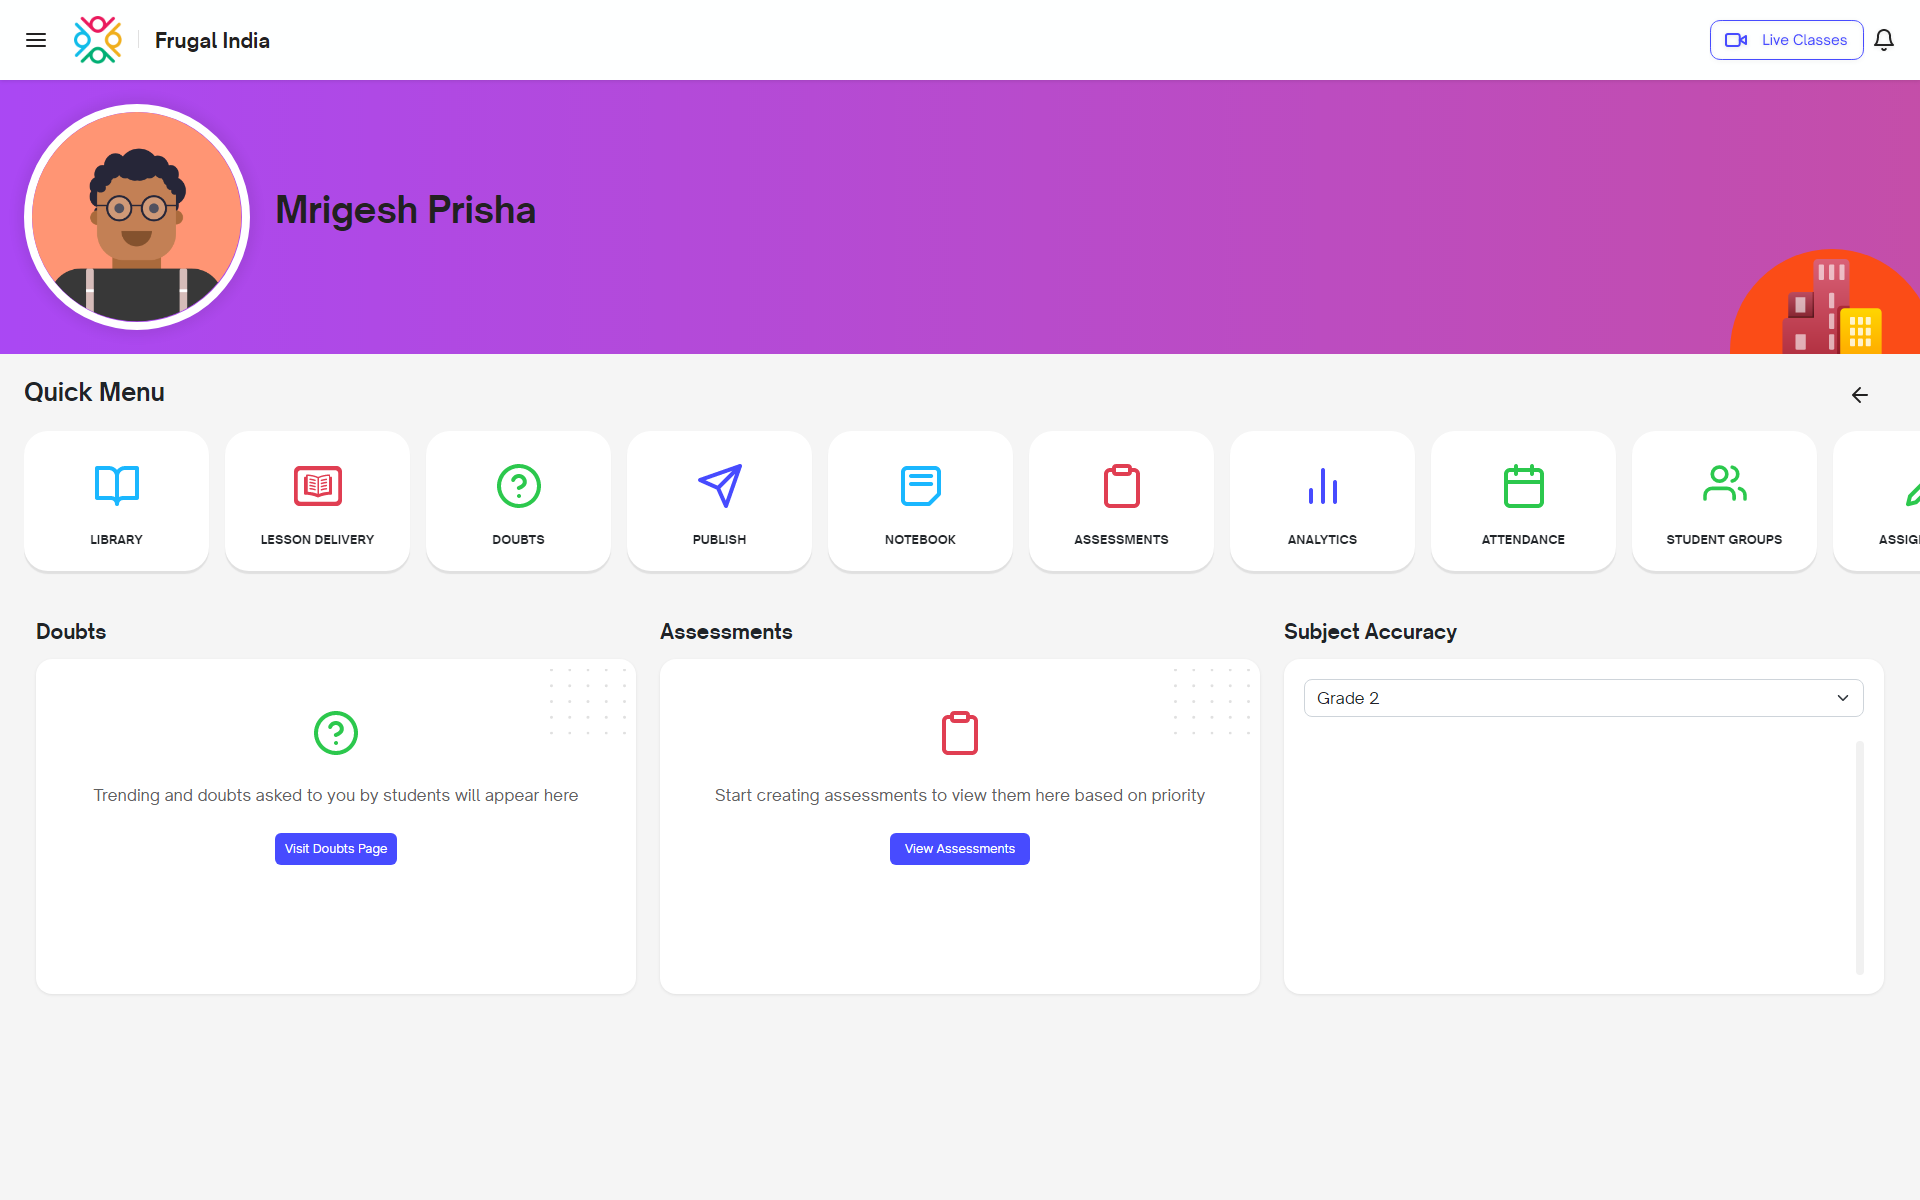 Frugal India
Live Classes
Mrigesh Prisha
Quick Menu
LIBRARY
LESSON DELIVERY
DOUBTS
PUBLISH
NOTEBOOK
ASSESSMENTS
ANALYTICS
ATTENDANCE
STUDENT GROUPS
ASSIG
Doubts
Trending and doubts asked to you by students will appear here
Visit Doubts Page
Assessments
Start creating assessments to view them here based on priority
View Assessments
Subject Accuracy
Grade 2